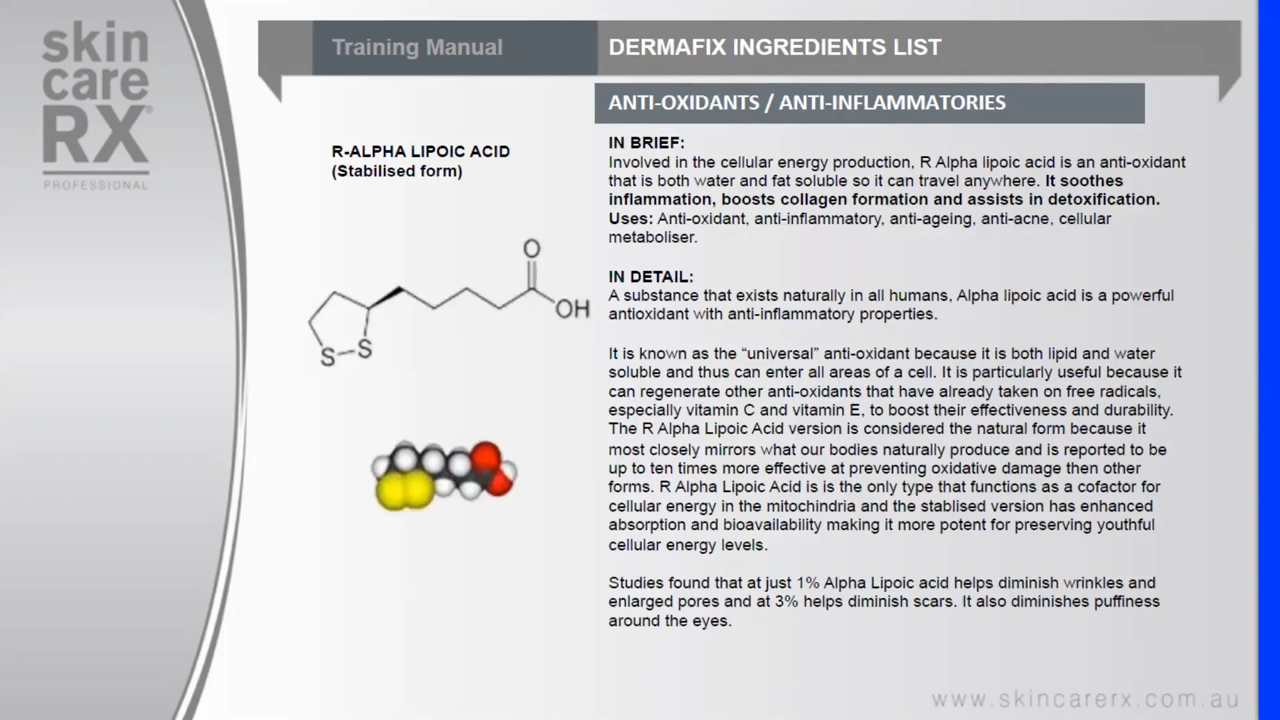 skin
care
RX®
PROFESSIONAL
Training Manual
DERMAFIX INGREDIENTS LIST
ANTI-OXIDANTS / ANTI-INFLAMMATORIES
R-ALPHA LIPOIC ACID
(Stabilised form)
O
OH
S
S
IN BRIEF:
Involved in the cellular energy production, R Alpha lipoic acid is an anti-oxidant
that is both water and fat soluble so it can travel anywhere. It soothes
inflammation, boosts collagen formation and assists in detoxification.
Uses: Anti-oxidant, anti-inflammatory, anti-ageing, anti-acne, cellular
metaboliser.
IN DETAIL:
A substance that exists naturally in all humans, Alpha lipoic acid is a powerful
antioxidant with anti-inflammatory properties.
It is known as the “universal” anti-oxidant because it is both lipid and water
soluble and thus can enter all areas of a cell. It is particularly useful because it
can regenerate other anti-oxidants that have already taken on free radicals,
especially vitamin C and vitamin E, to boost their effectiveness and durability.
The R Alpha Lipoic Acid version is considered the natural form because it
most closely mirrors what our bodies naturally produce and is reported to be
up to ten times more effective at preventing oxidative damage then other
forms. R Alpha Lipoic Acid is is the only type that functions as a cofactor for
cellular energy in the mitochindria and the stablised version has enhanced
absorption and bioavailability making it more potent for preserving youthful
cellular energy levels.
Studies found that at just 1% Alpha Lipoic acid helps diminish wrinkles and
enlarged pores and at 3% helps diminish scars. It also diminishes puffiness
around the eyes.
www.skincarerx.com.au